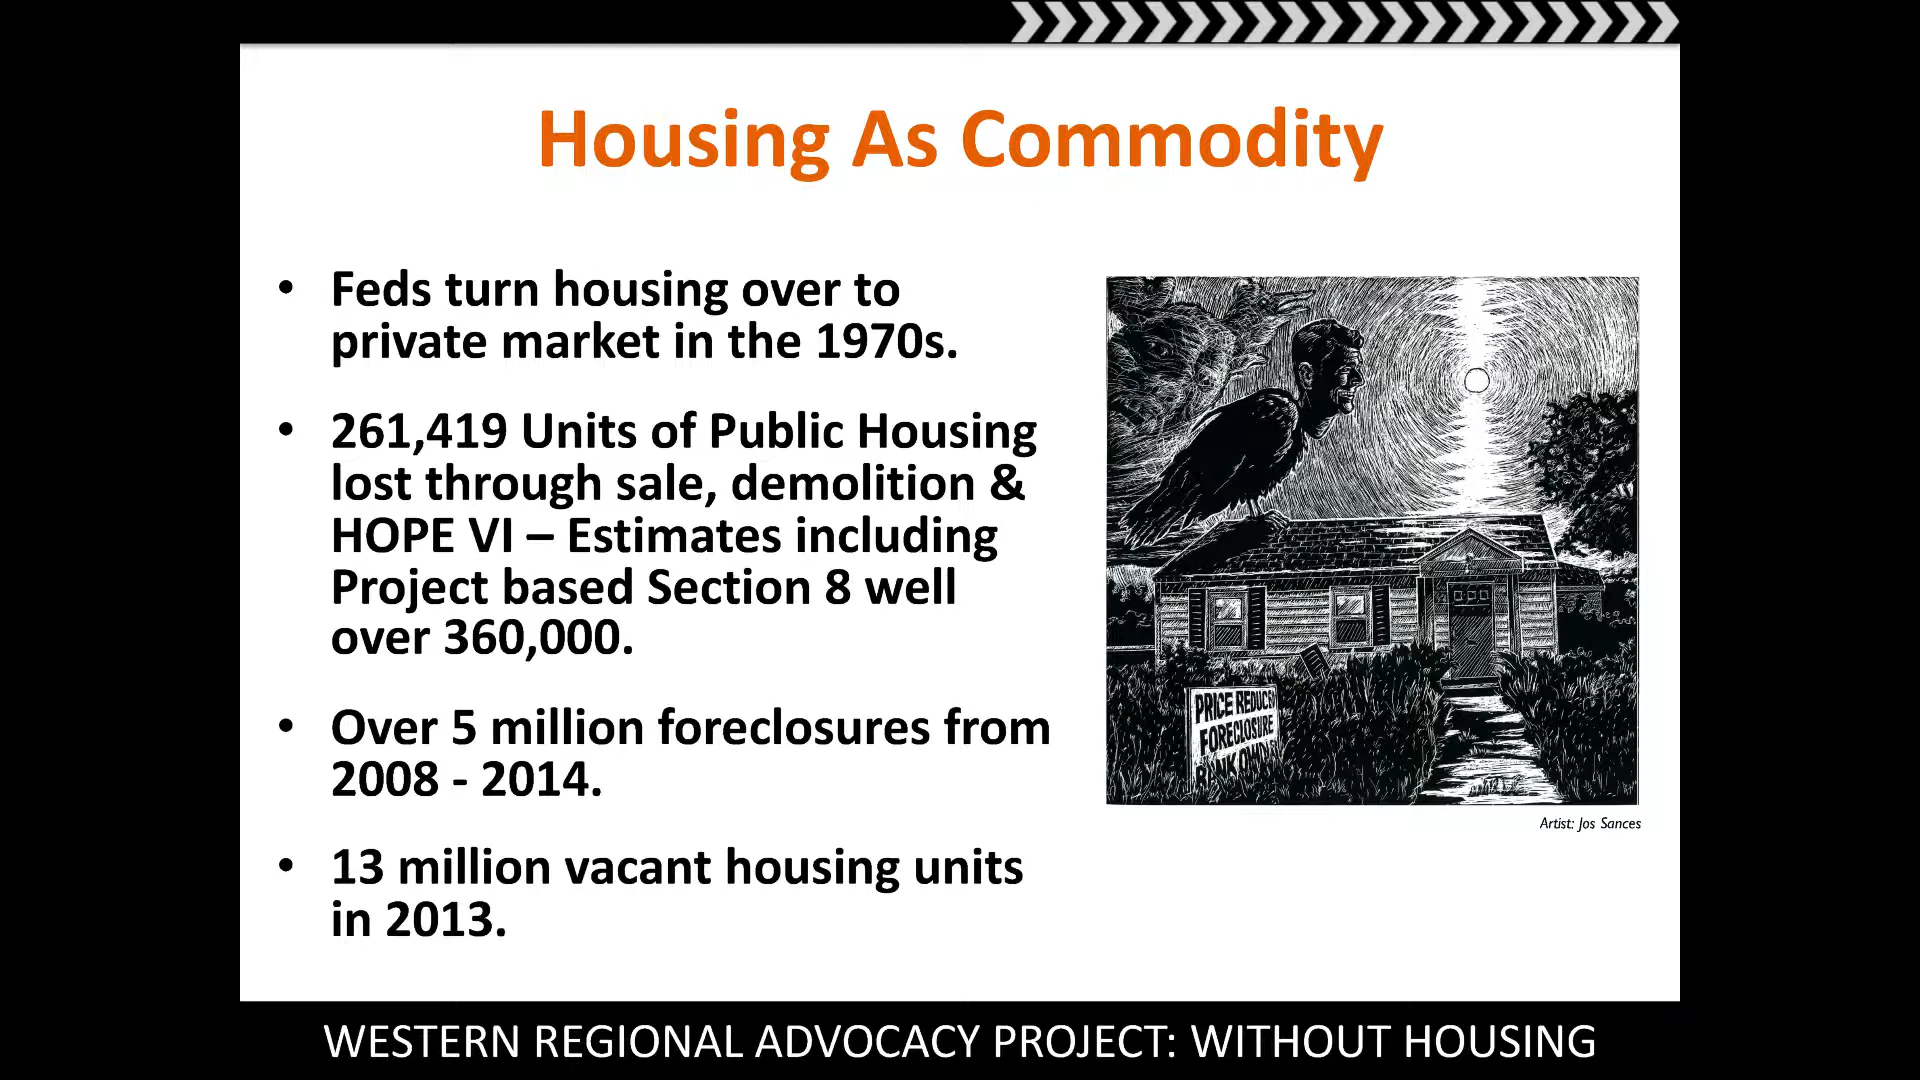 Housing As Commodity
• Feds turn housing over to
private market in the 1970s.
• 261,419 Units of Public Housing
lost through sale, demolition &
HOPE VI – Estimates including
Project based Section 8 well
over 360,000.
• Over 5 million foreclosures from
2008 - 2014.
• 13 million vacant housing units
in 2013.
PRICE REDUCED
FORECLOSURE
BANK
Artist: Jos Sances
WESTERN REGIONAL ADVOCACY PROJECT: WITHOUT HOUSING